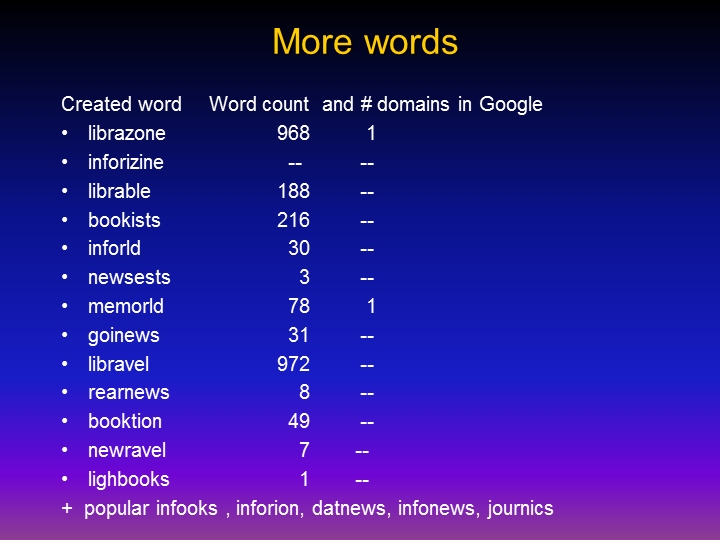 More words
Created word Word count and # domains in Google
• librazone 968 1
• inforizine -- --
• librable 188 --
• bookists 216 --
• inforld 30 --
• newsests 3 --
• memorld 78 1
• goinews 31 --
• libravel 972 --
• rearnews 8 --
• booktion 49 --
• newravel 7 --
• lighbooks 1 --
+ popular infooks , inforion, datnews, infonews, journics